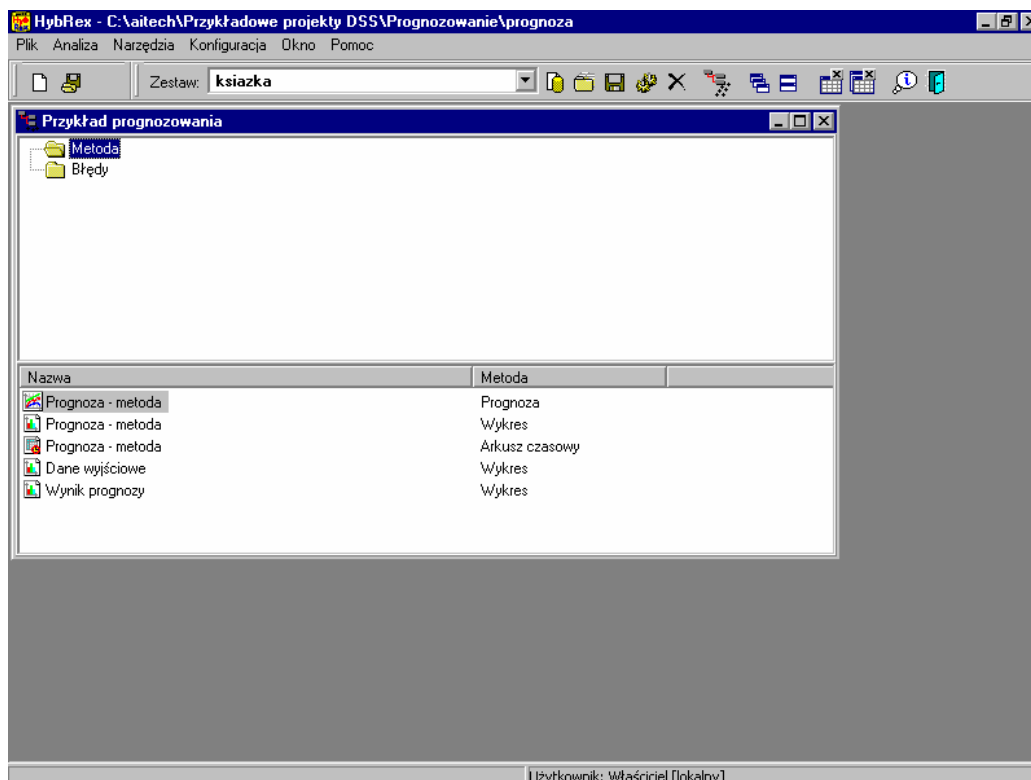 HybRex - C:\aitech\Przykładowe projekty DSS\Prognozowanie\prognoza
Plik Analiza Narzędzia Konfiguracja Okno Pomoc
Zestaw: ksiazka
Przykład prognozowania
Metoda
Błędy
Nazwa Metoda
Prognoza - metoda Prognoza
Prognoza - metoda Wykres
Prognoza - metoda Arkusz czasowy
Dane wyjściowe Wykres
Wynik prognozy Wykres
Użytkownik: Właściciel [lokalny]